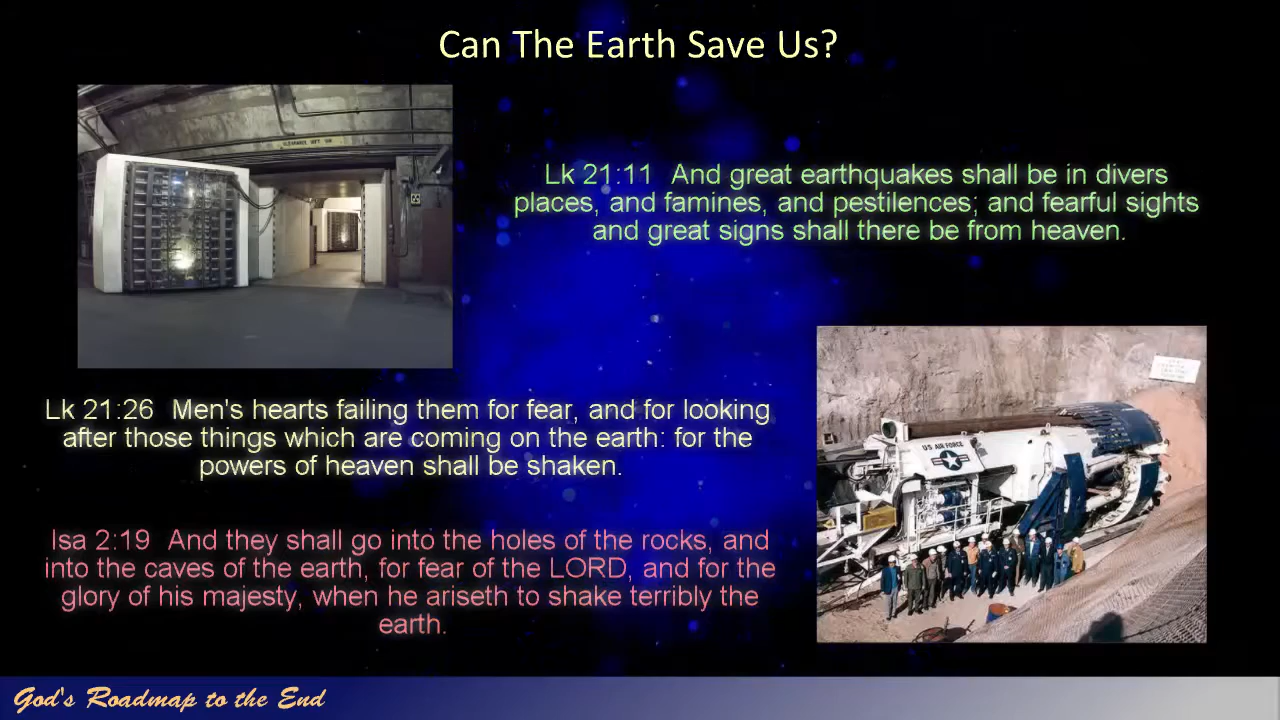 Can The Earth Save Us?
Lk 21:11  And great earthquakes shall be in divers
places, and famines, and pestilences; and fearful sights
and great signs shall there be from heaven.
Lk 21:26  Men's hearts failing them for fear, and for looking
after those things which are coming on the earth: for the
powers of heaven shall be shaken.
U.S. AIR FORCE
Isa 2:19  And they shall go into the holes of the rocks, and
into the caves of the earth, for fear of the LORD, and for the
glory of his majesty, when he ariseth to shake terribly the
earth.
God's Roadmap to the End